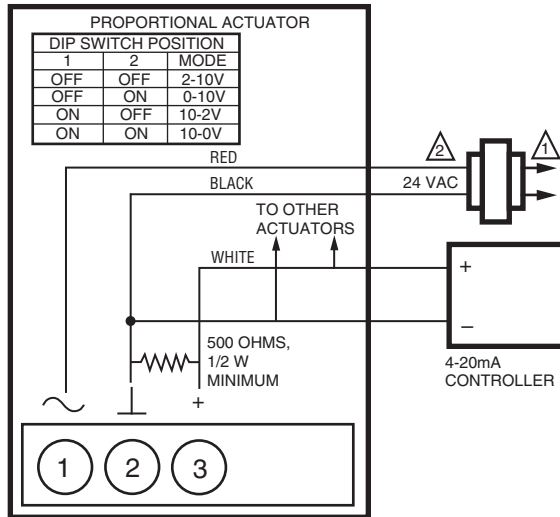 PROPORTIONAL ACTUATOR
DIP SWITCH POSITION
1 2 MODE
OFF OFF 2-10V
OFF ON 0-10V
ON OFF 10-2V
ON ON 10-0V
RED
2
1
BLACK
24 VAC
TO OTHER
ACTUATORS
WHITE
+
–
500 OHMS,
1/2 W
MINIMUM
4-20mA
CONTROLLER
+
1 2 3